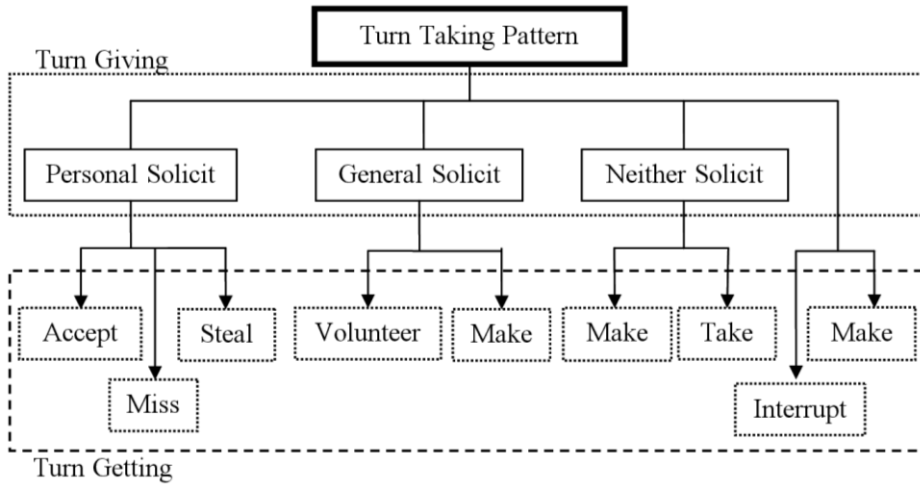 Turn Taking Pattern
Turn Giving
Personal Solicit
General Solicit
Neither Solicit
Accept
Steal
Volunteer
Make
Make
Take
Make
Miss
Interrupt
Turn Getting